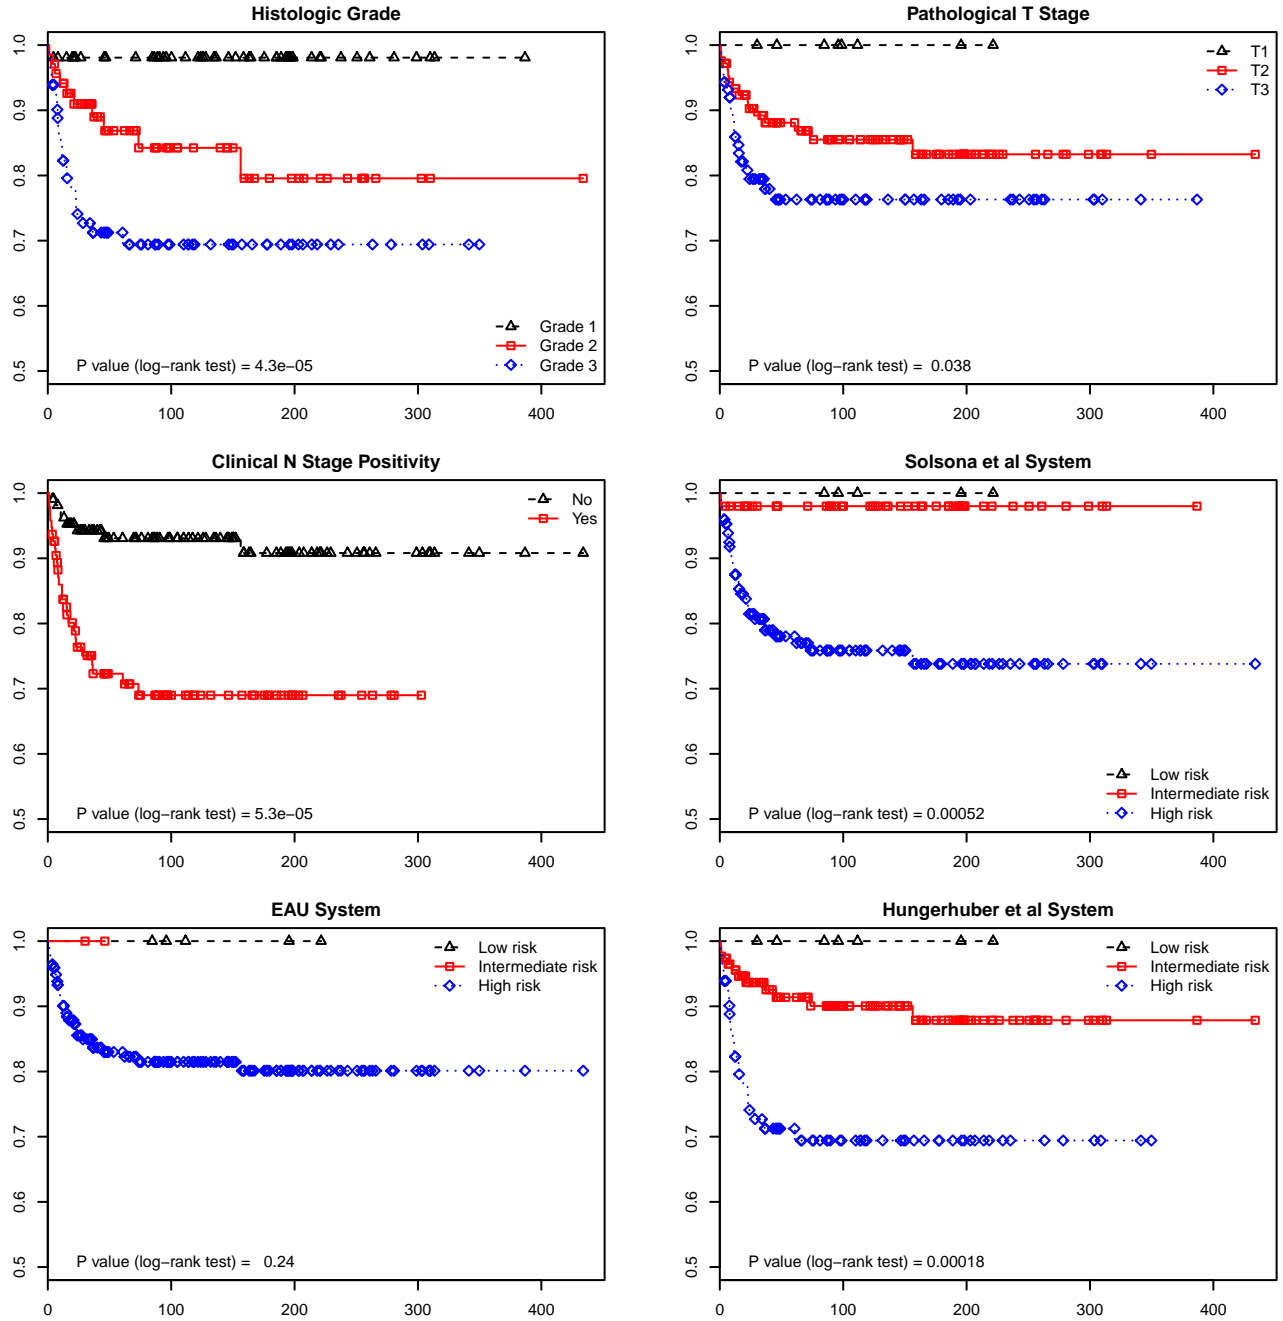 Histologic Grade
1.0
0.9
0.8
0.7
0.6
0.5
Grade 1
Grade 2
Grade 3
P value (log−rank test) = 4.3e−05
0 100 200 300 400
Pathological T Stage
1.0
0.9
0.8
0.7
0.6
0.5
T1
T2
T3
P value (log−rank test) = 0.038
0 100 200 300 400
Clinical N Stage Positivity
1.0
0.9
0.8
0.7
0.6
0.5
No
Yes
P value (log−rank test) = 5.3e−05
0 100 200 300 400
Solsona et al System
1.0
0.9
0.8
0.7
0.6
0.5
Low risk
Intermediate risk
High risk
P value (log−rank test) = 0.00052
0 100 200 300 400
EAU System
1.0
0.9
0.8
0.7
0.6
0.5
Low risk
Intermediate risk
High risk
P value (log−rank test) = 0.24
0 100 200 300 400
Hungerhuber et al System
1.0
0.9
0.8
0.7
0.6
0.5
Low risk
Intermediate risk
High risk
P value (log−rank test) = 0.00018
0 100 200 300 400